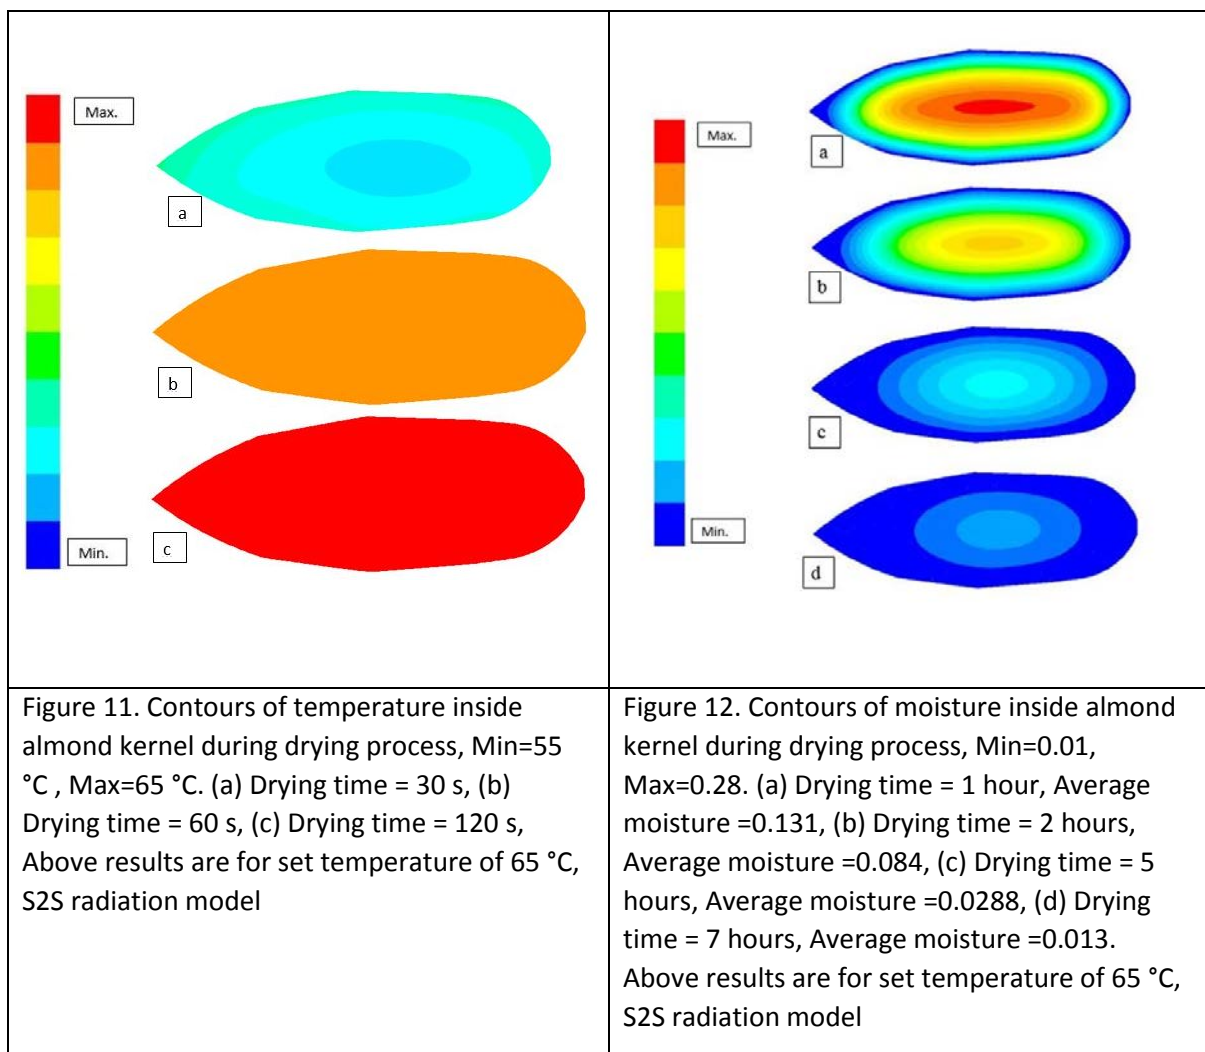 Max.
a
b
c
Min.
Figure 11. Contours of temperature inside
almond kernel during drying process, Min=55
°C , Max=65 °C. (a) Drying time = 30 s, (b)
Drying time = 60 s, (c) Drying time = 120 s,
Above results are for set temperature of 65 °C,
S2S radiation model
Max.
a
b
c
Min.
d
Figure 12. Contours of moisture inside almond
kernel during drying process, Min=0.01,
Max=0.28. (a) Drying time = 1 hour, Average
moisture =0.131, (b) Drying time = 2 hours,
Average moisture =0.084, (c) Drying time = 5
hours, Average moisture =0.0288, (d) Drying
time = 7 hours, Average moisture =0.013.
Above results are for set temperature of 65 °C,
S2S radiation model